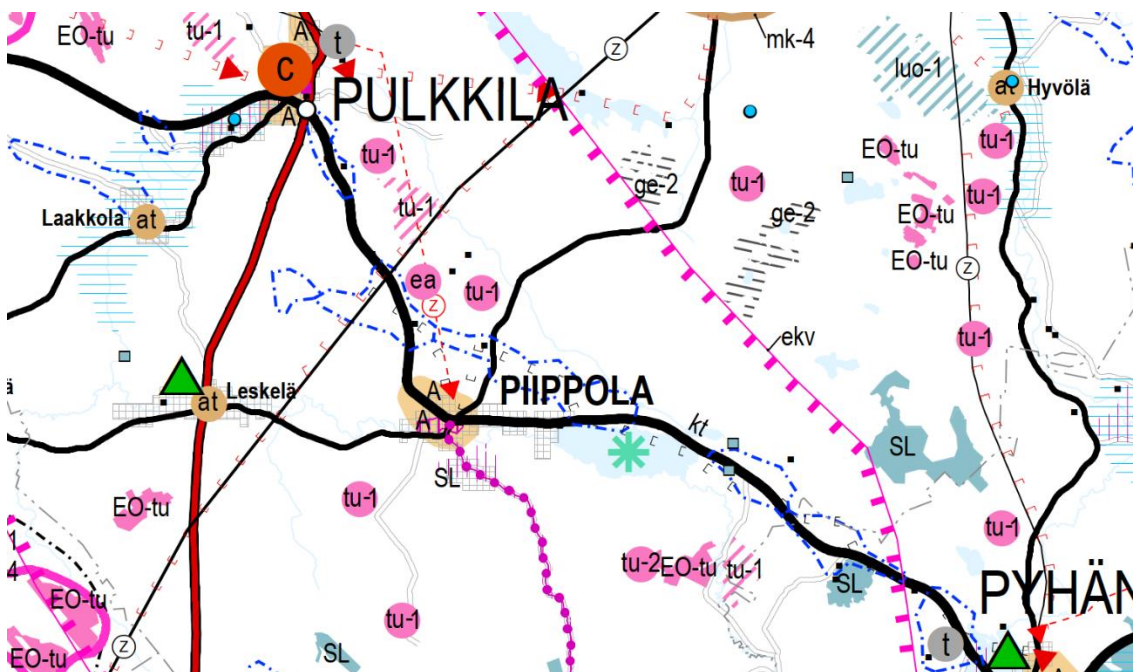 EO-tu
tu-1
A
t
z
mk-4
c
luo-1
at
Hyvölä
PULKKILA
A
tu-1
EO-tu
tu-1
ge-2
tu-1
tu-1
Laakkola
at
tu-1
ge-2
EO-tu
EO-tu
z
ea
tu-1
z
ekv
tu-1
ä
Leskelä
at
A
PIIPPOLA
A
kt
SL
SL
EO-tu
tu-1
tu-1
1
4
tu-2
EO-tu
tu-1
SL
PYHÄN
EO-tu
tu-1
z
SL
t
EO-tu
A